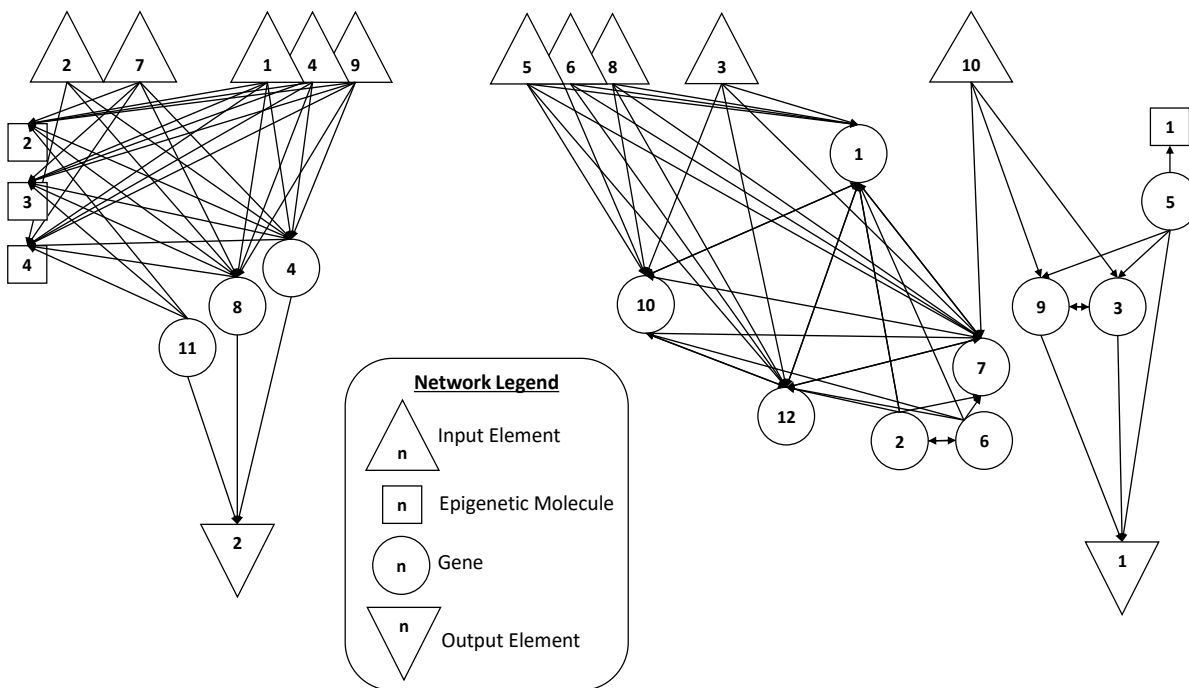 2 7 1 4 9 5 6 8 3 10
1
2
1
3
5
4
4
10
9 3
8
11
7
12
2 6
Network Legend
n Input Element
n Epigenetic Molecule
n Gene
n Output Element
2
1